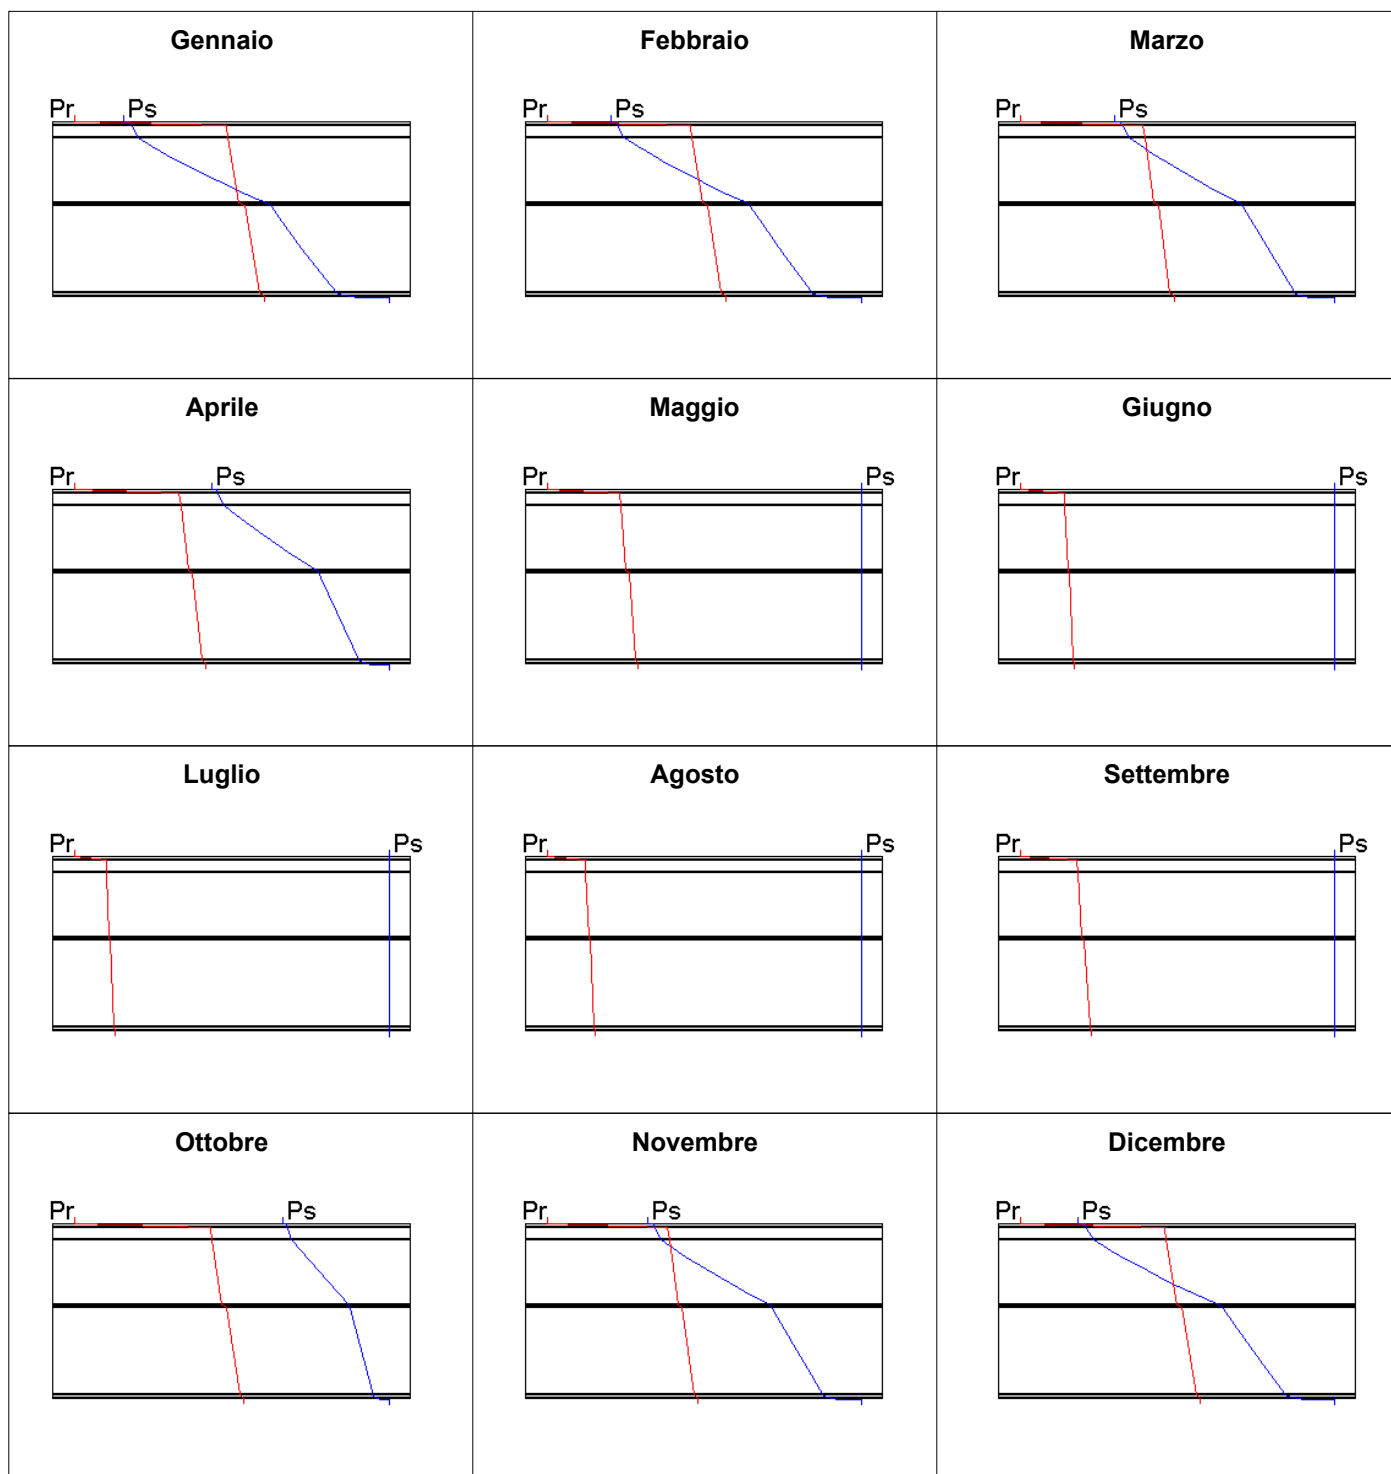 Gennaio Febbraio Marzo
Pr Ps Pr Ps Pr Ps
Aprile Maggio Giugno
Pr Ps Pr Ps Pr Ps
Luglio Agosto Settembre
Pr Ps Pr Ps Pr Ps
Ottobre Novembre Dicembre
Pr Ps Pr Ps Pr Ps